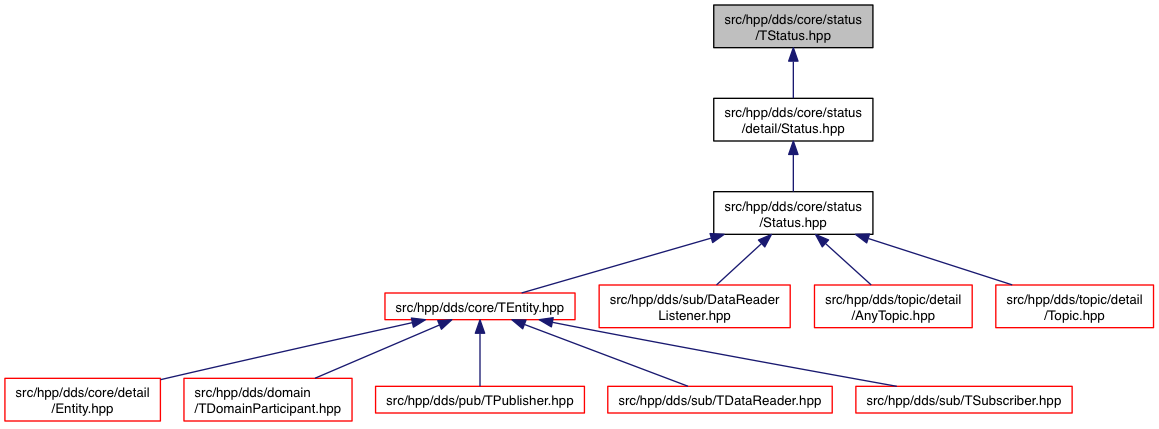 src/hpp/dds/core/status
/TStatus.hpp
src/hpp/dds/core/status
/detail/Status.hpp
src/hpp/dds/core/status
/Status.hpp
src/hpp/dds/core/TEntity.hpp
src/hpp/dds/sub/DataReader
Listener.hpp
src/hpp/dds/topic/detail
/AnyTopic.hpp
src/hpp/dds/topic/detail
/Topic.hpp
src/hpp/dds/core/detail
/Entity.hpp
src/hpp/dds/domain
/TDomainParticipant.hpp
src/hpp/dds/pub/TPublisher.hpp
src/hpp/dds/sub/TDataReader.hpp
src/hpp/dds/sub/TSubscriber.hpp